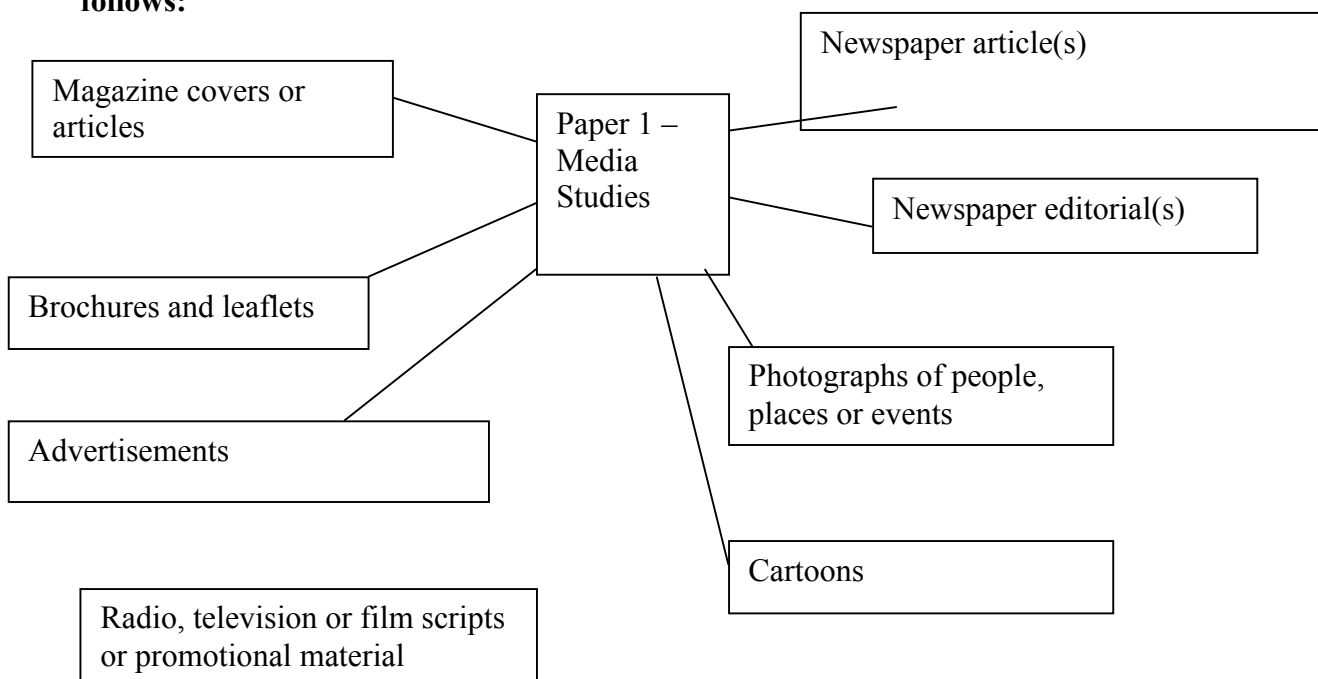 follows:
Newspaper article(s)
Magazine covers or
articles
Paper 1 –
Media
Studies
Newspaper editorial(s)
Brochures and leaflets
Photographs of people,
places or events
Advertisements
Cartoons
Radio, television or film scripts
or promotional material